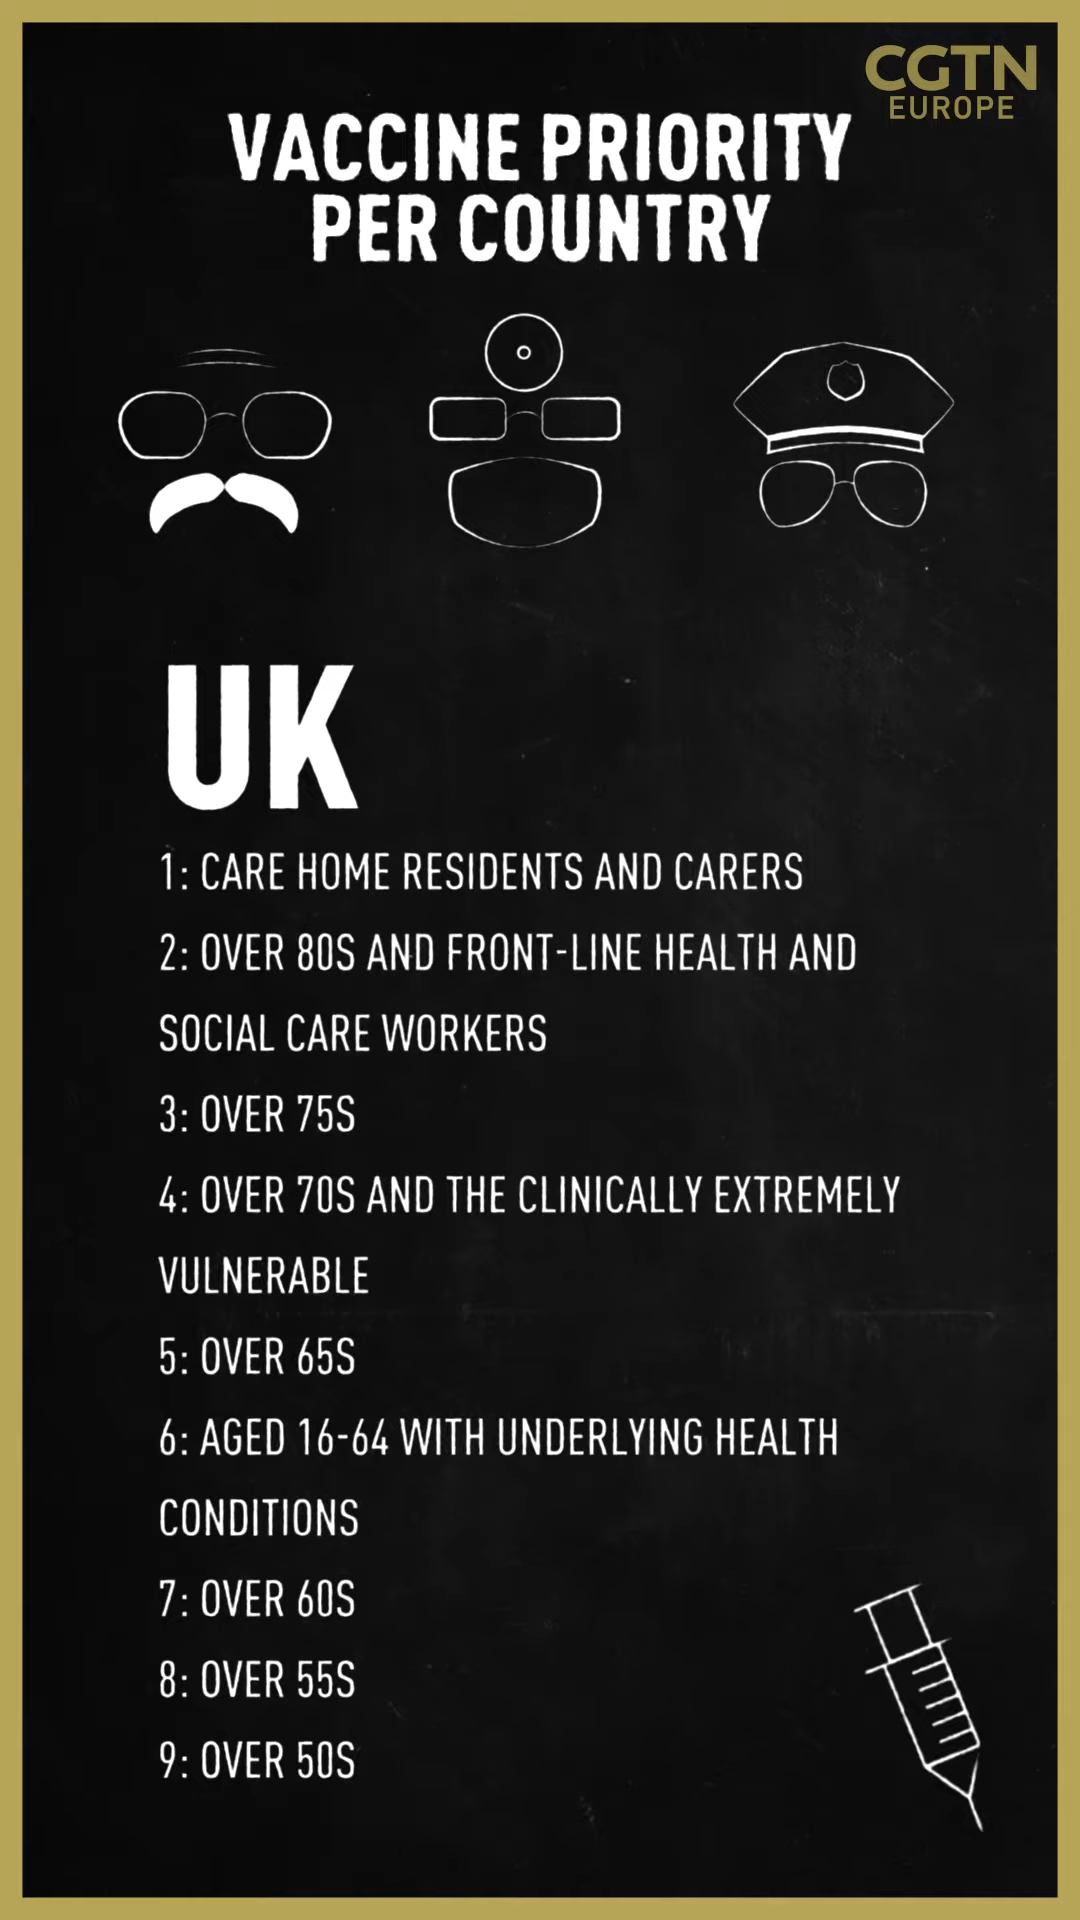 CGTN
EUROPE
VACCINE PRIORITY
PER COUNTRY
UK
1: CARE HOME RESIDENTS AND CARERS
2: OVER 80S AND FRONT-LINE HEALTH AND
SOCIAL CARE WORKERS
3: OVER 75S
4: OVER 70S AND THE CLINICALLY EXTREMELY
VULNERABLE
5: OVER 65S
6: AGED 16-64 WITH UNDERLYING HEALTH
CONDITIONS
7: OVER 60S
8: OVER 55S
9: OVER 50S